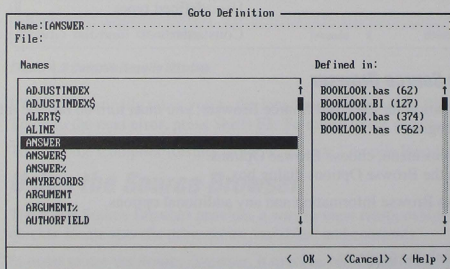 Goto Definition
Name:[ANSWER
File:
Names
Defined in:
ADJUSTINDEX
ADJUSTINDEX$
ALERT$
ALINE
ANSWER
ANSWER$
ANSWER%
ANYRECORDS
ARGUMENT
ARGUMENT%
AUTHORFIELD
BOOKLOOK.bas (62)
BOOKLOOK.BI (127)
BOOKLOOK.bas (374)
BOOKLOOK.bas (562)
< OK > <Cancel> < Help >